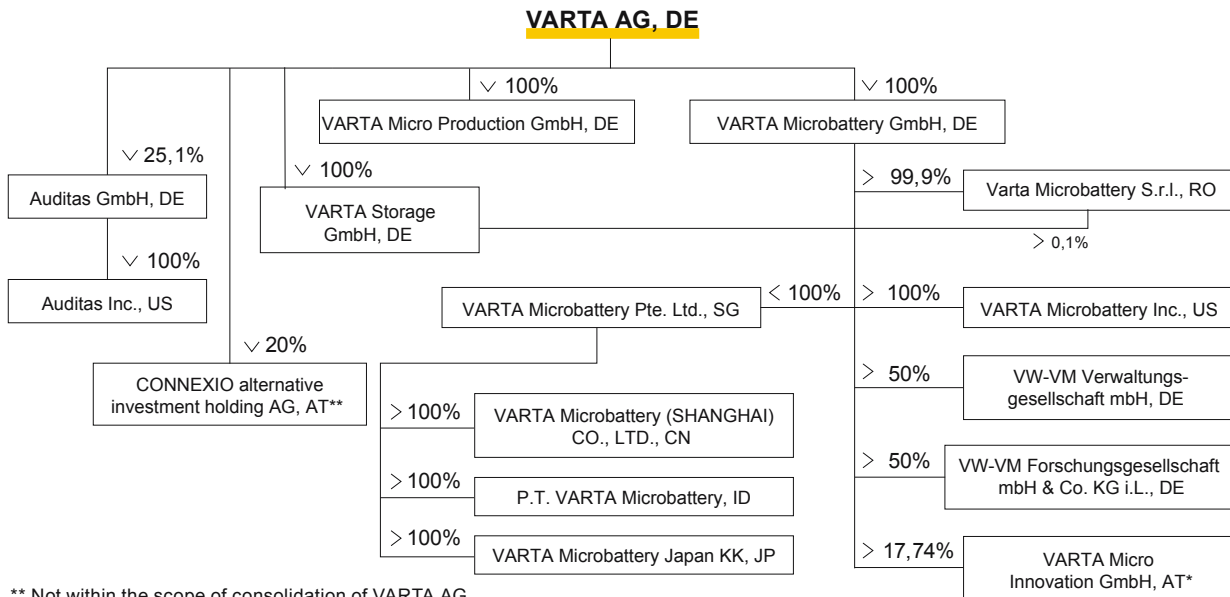 VARTA AG, DE
100%
100%
VARTA Micro Production GmbH, DE
VARTA Microbattery GmbH, DE
25,1%
100%
99,9%
Auditas GmbH, DE
VARTA Storage
GmbH, DE
Varta Microbattery S.r.l., RO
0,1%
100%
100%
100%
Auditas Inc., US
VARTA Microbattery Pte. Ltd., SG
VARTA Microbattery Inc., US
20%
CONNEXIO alternative
investment holding AG, AT**
50%
VW-VM Verwaltungs-
gesellschaft mbH, DE
100%
VARTA Microbattery (SHANGHAI)
CO., LTD., CN
50%
VW-VM Forschungsgesellschaft
mbH & Co. KG i.L., DE
100%
P.T. VARTA Microbattery, ID
100%
VARTA Microbattery Japan KK, JP
17,74%
VARTA Micro
Innovation GmbH, AT*
** Not within the scope of consolidation of VARTA AG